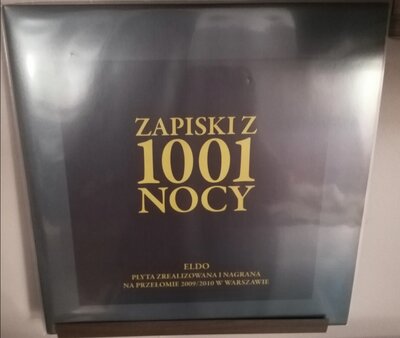 ZAPISKI Z
1001
NOCY
ELDO
PŁYTA ZREALIZOWANA I NAGRANA
NA PRZEŁOMIE 2009/2010 W WARSZAWIE